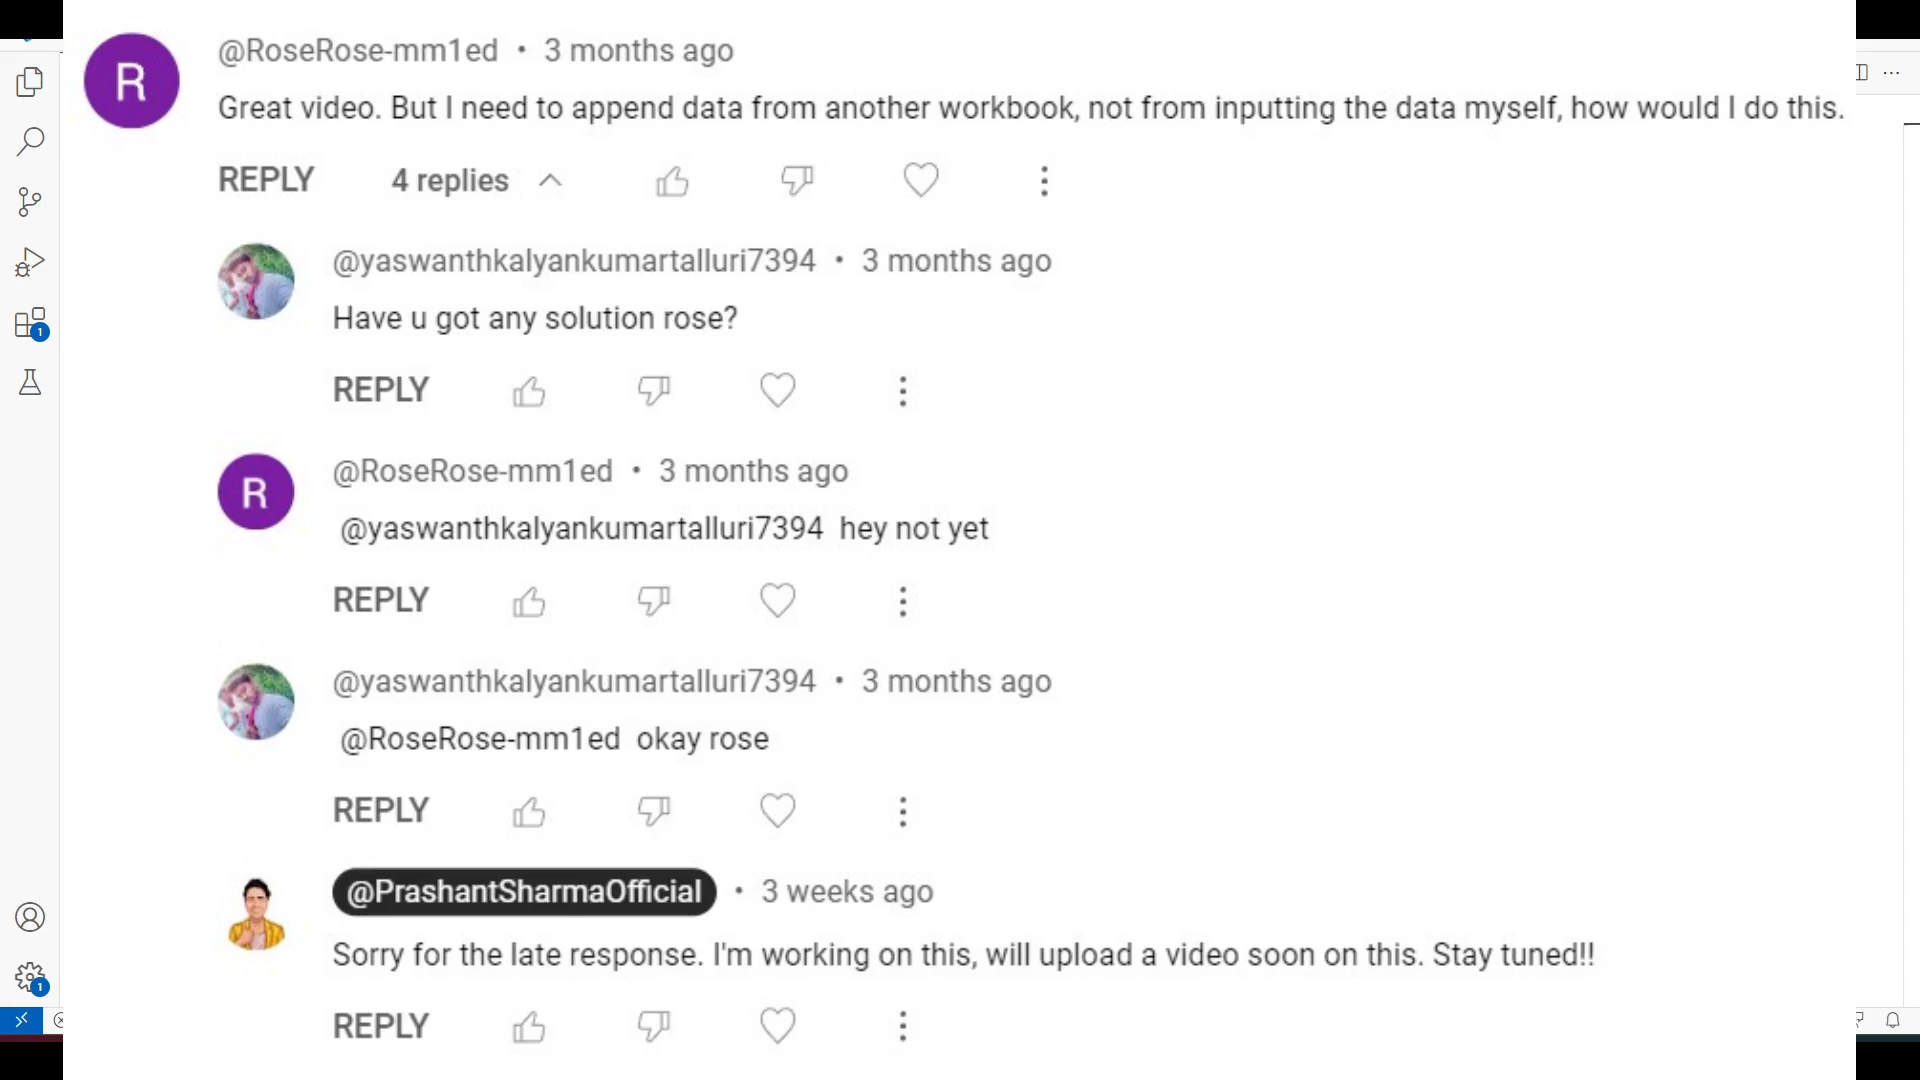 R
@RoseRose-mm1ed • 3 months ago
Great video. But I need to append data from another workbook, not from inputting the data myself, how would I do this.
REPLY 4 replies
@yaswanthkalyankumartalluri7394 • 3 months ago
Have u got any solution rose?
REPLY
R
@RoseRose-mm1ed • 3 months ago
@yaswanthkalyankumartalluri7394 hey not yet
REPLY
@yaswanthkalyankumartalluri7394 • 3 months ago
@RoseRose-mm1ed okay rose
REPLY
@PrashantSharmaOfficial • 3 weeks ago
Sorry for the late response. I'm working on this, will upload a video soon on this. Stay tuned!!
REPLY
1
1